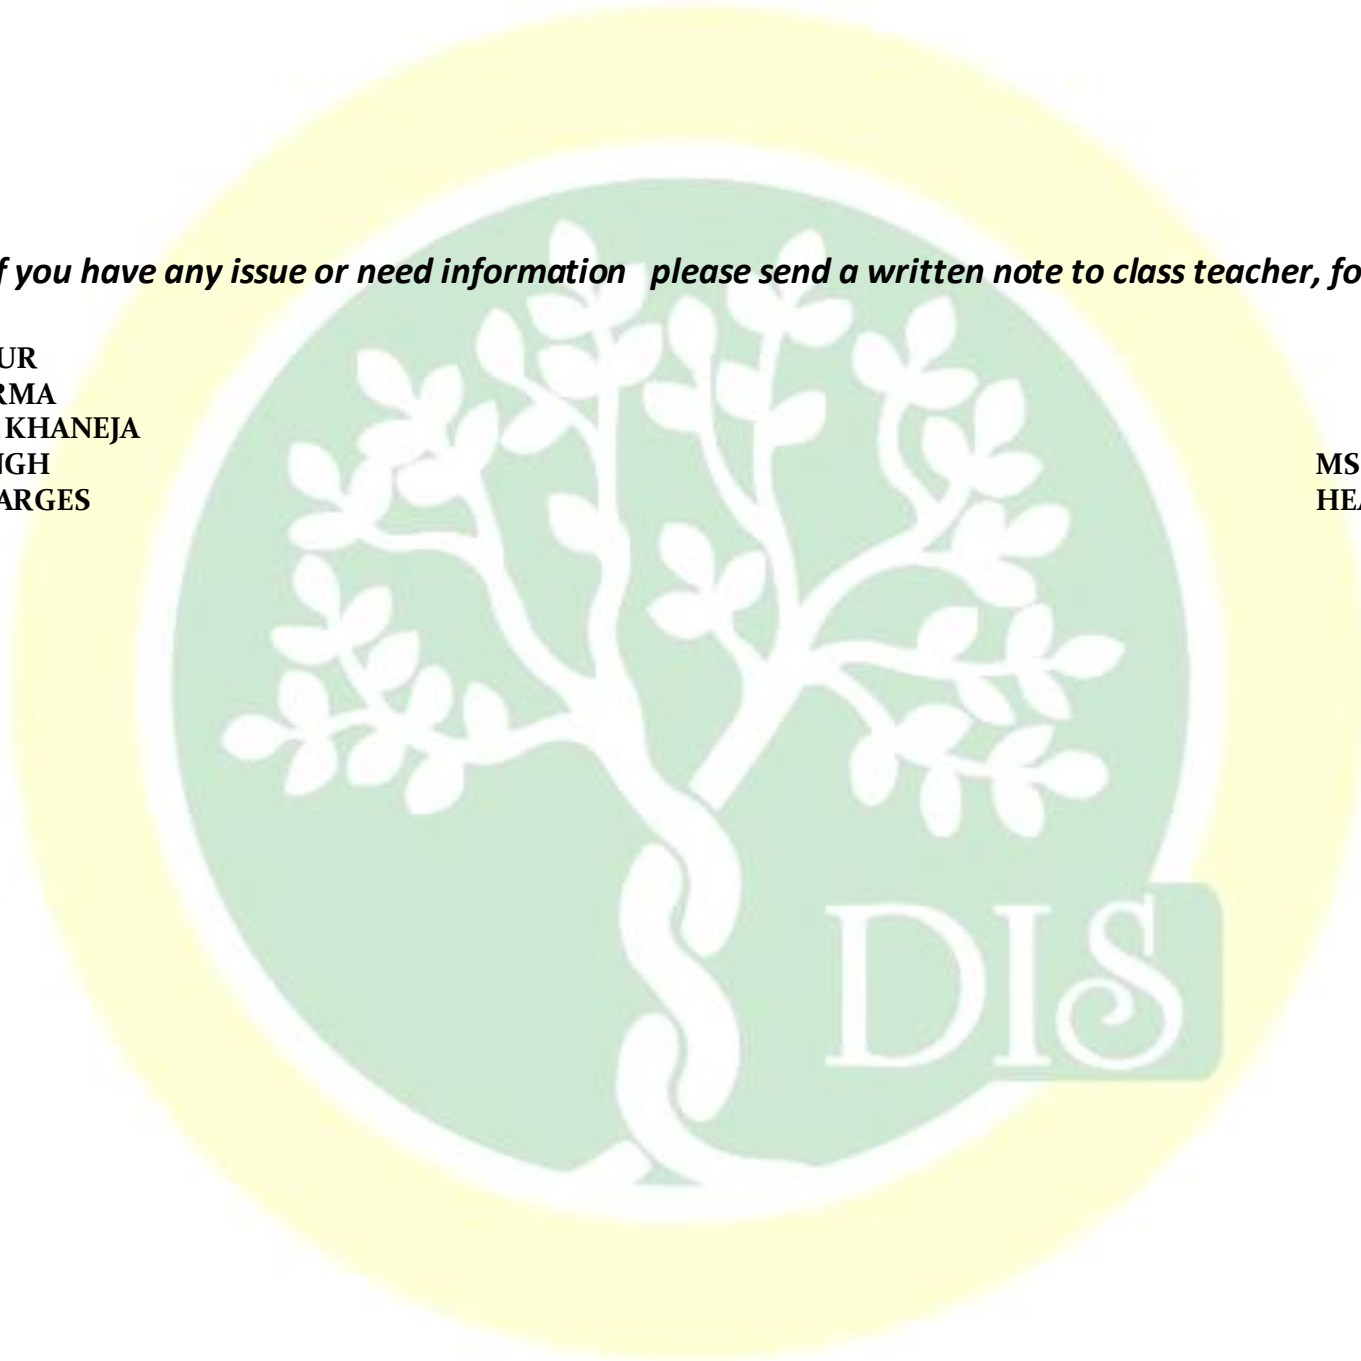 f you have any issue or need information please send a written note to class teacher, fo
UR
RMA
KHANEJA
NGH
MS
ARGES
HEA
DIS